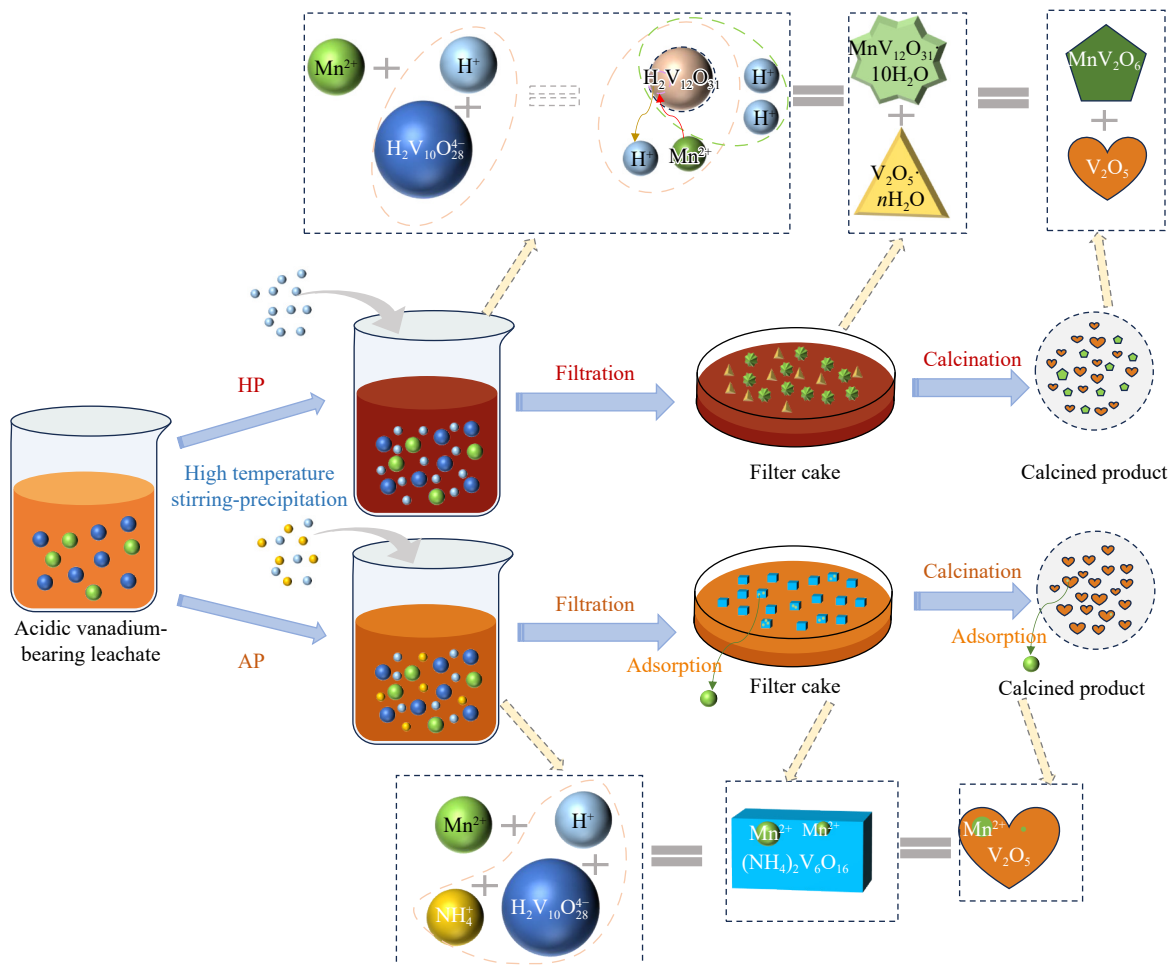 Mn²⁺ + H⁺
+
H₂V₁₀O₂₈⁴⁻
H₂V₁₂O₃₁
H⁺
H⁺
H⁺
Mn²⁺
MnV₁₂O₃₁·
10H₂O
+
V₂O₅·
nH₂O
MnV₂O₆
+
V₂O₅
HP
Filtration
Calcination
High temperature
stirring-precipitation
Filter cake
Calcined product
Acidic vanadium-
bearing leachate
AP
Filtration
Adsorption
Filter cake
Calcination
Adsorption
Calcined product
Mn²⁺ + H⁺
+
+
NH₄⁺
H₂V₁₀O₂₈⁴⁻
Mn²⁺ Mn²⁺
(NH₄)₂V₆O₁₆
Mn²⁺
V₂O₅